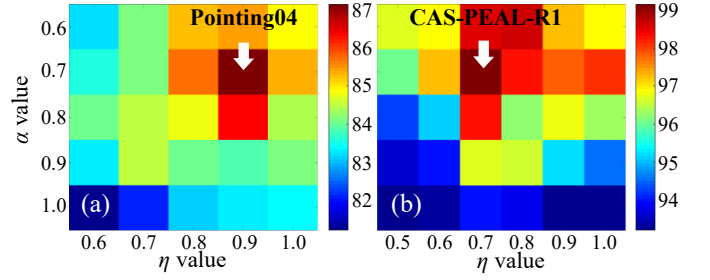 Pointing04
CAS-PEAL-R1
α value
0.6
0.7
0.8
0.9
1.0
(a)
0.6 0.7 0.8 0.9 1.0
η value
87
86
85
84
83
82
(b)
0.5 0.6 0.7 0.8 0.9 1.0
η value
99
98
97
96
95
94